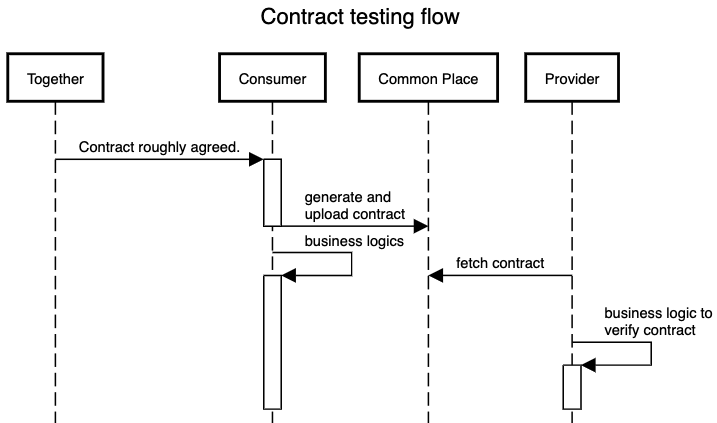 Contract testing flow
Together
Consumer
Common Place
Provider
Contract roughly agreed.
generate and
upload contract
business logics
fetch contract
business logic to
verify contract